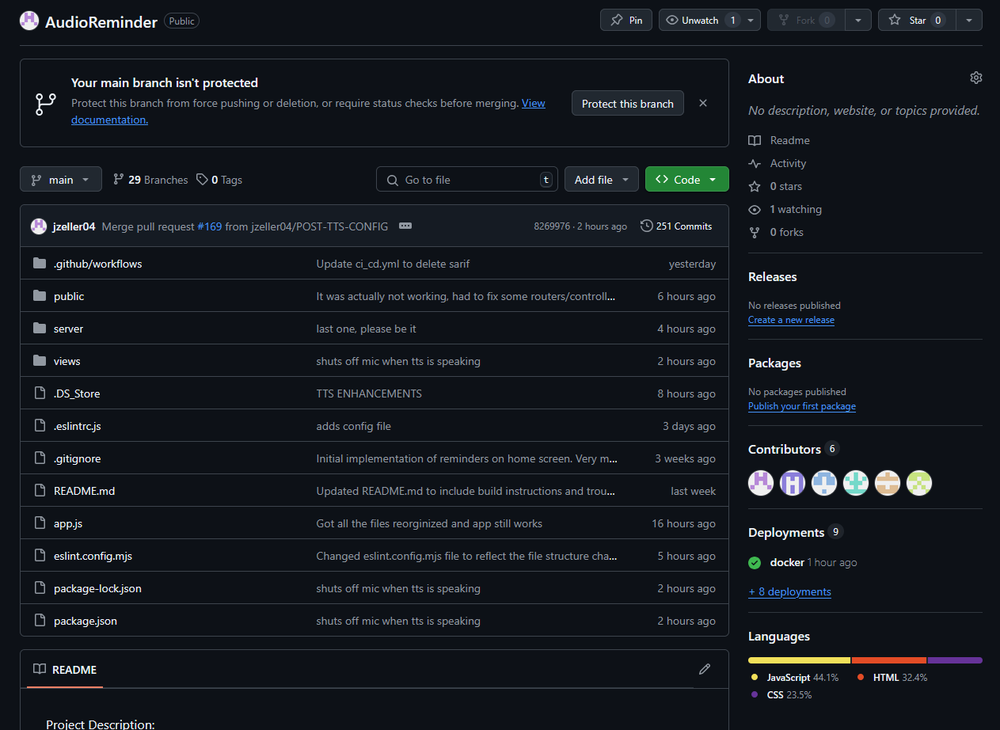 AudioReminder Public
Pin
Unwatch 1
Fork 0
Star 0
Your main branch isn't protected
Protect this branch from force pushing or deletion, or require status checks before merging. View
documentation.
Protect this branch
main
29 Branches
0 Tags
Go to file t
Add file
Code
jzeller04 Merge pull request #169 from jzeller04/POST-TTS-CONFIG
8269976 · 2 hours ago
251 Commits
.github/workflows Update ci_cd.yml to delete sarif yesterday
public It was actually not working, had to fix some routers/controll... 6 hours ago
server last one, please be it 4 hours ago
views shuts off mic when tts is speaking 2 hours ago
.DS_Store TTS ENHANCEMENTS 8 hours ago
.eslintrc.js adds config file 3 days ago
.gitignore Initial implementation of reminders on home screen. Very m... 3 weeks ago
README.md Updated README.md to include build instructions and trou... last week
app.js Got all the files reorginized and app still works 16 hours ago
eslint.config.mjs Changed eslint.config.mjs file to reflect the file structure cha... 5 hours ago
package-lock.json shuts off mic when tts is speaking 2 hours ago
package.json shuts off mic when tts is speaking 2 hours ago
README
Project Description:
About
No description, website, or topics provided.
Readme
Activity
0 stars
1 watching
0 forks
Releases
No releases published
Create a new release
Packages
No packages published
Publish your first package
Contributors 6
Deployments 9
docker 1 hour ago
+ 8 deployments
Languages
JavaScript 44.1% HTML 32.4%
CSS 23.5%